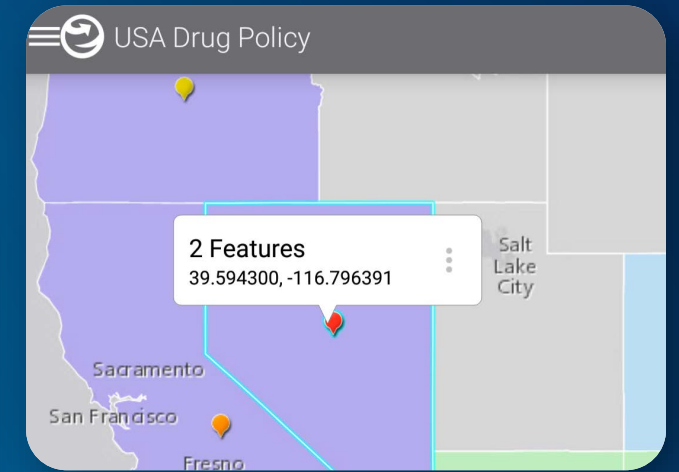 USA Drug Policy
2 Features
39.594300, -116.796391
Salt
Lake
City
Sacramento
San Francisco
Fresno